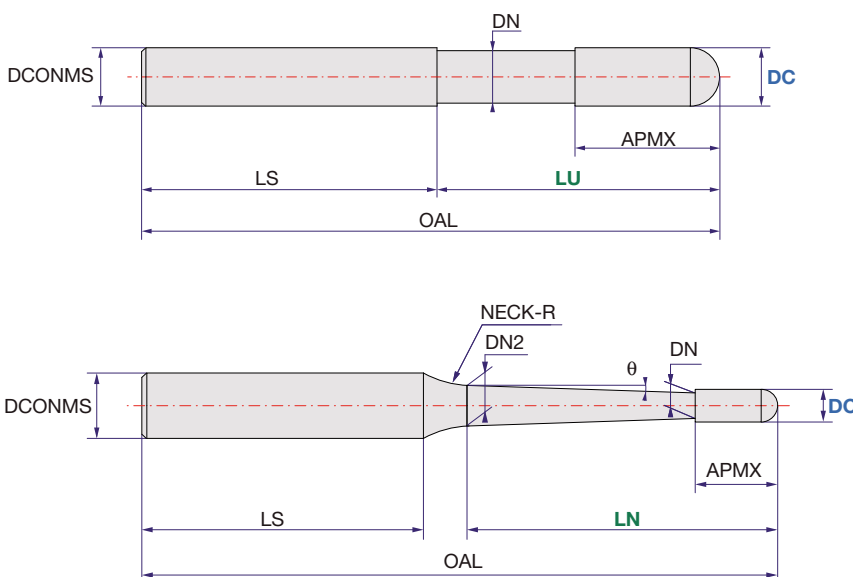 DN
DCONMS
DC
APMX
LS
LU
OAL
NECK-R
DN2
θ
DN
DCONMS
DC
APMX
LS
LN
OAL